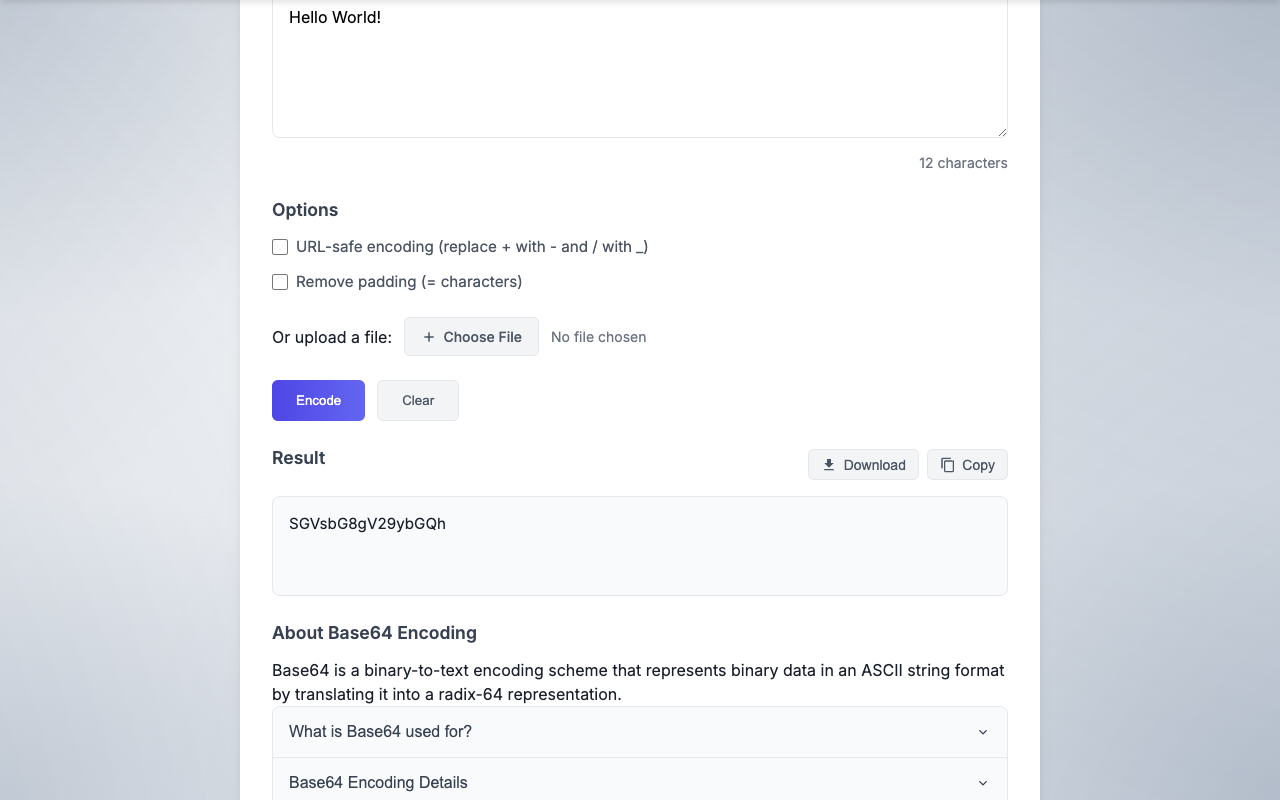 Hello World!
12 characters
Options
URL-safe encoding (replace + with - and / with _)
Remove padding (= characters)
Or upload a file: + Choose File No file chosen
Encode Clear
Result Download Copy
SGVsbG8gV29ybGQh
About Base64 Encoding
Base64 is a binary-to-text encoding scheme that represents binary data in an ASCII string format
by translating it into a radix-64 representation.
What is Base64 used for?
Base64 Encoding Details